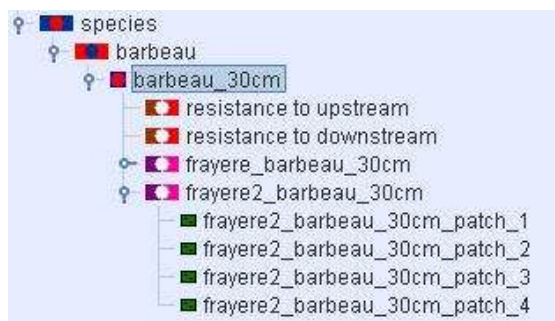 species
barbeau
barbeau_30cm
resistance to upstream
resistance to downstream
frayere_barbeau_30cm
frayere2_barbeau_30cm
frayere2_barbeau_30cm_patch_1
frayere2_barbeau_30cm_patch_2
frayere2_barbeau_30cm_patch_3
frayere2_barbeau_30cm_patch_4